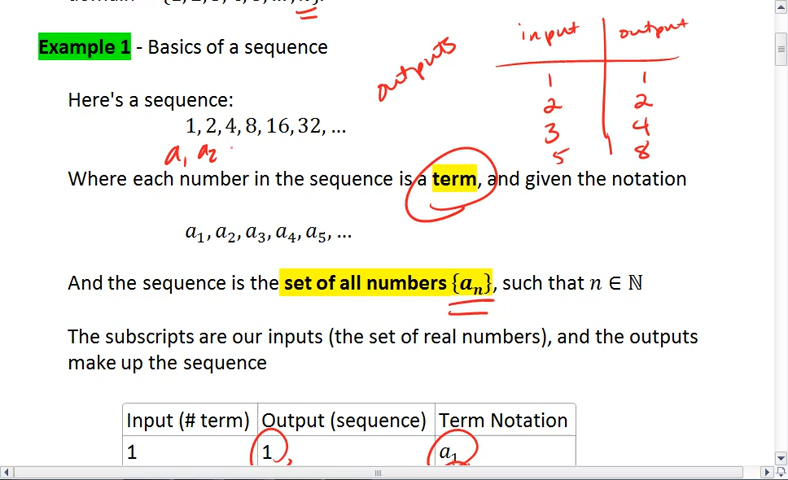 Example 1 - Basics of a sequence
input output
outputs
1 1
2 2
3 4
5 8
Here's a sequence:
1, 2, 4, 8, 16, 32, ...
a₁ a₂
Where each number in the sequence is a term, and given the notation
a₁, a₂, a₃, a₄, a₅, ...
And the sequence is the set of all numbers {aₙ}, such that n ∈ ℕ
The subscripts are our inputs (the set of real numbers), and the outputs
make up the sequence
Input (# term) Output (sequence) Term Notation
1 1 a₁